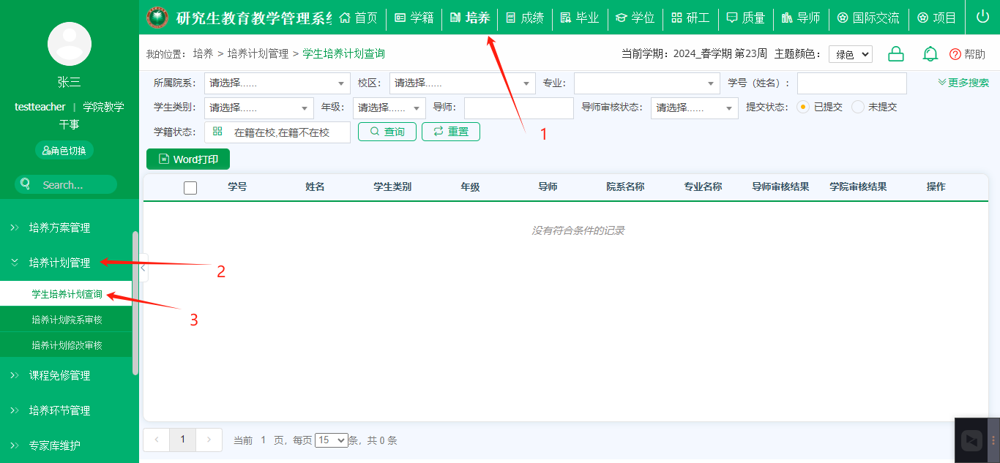 研究生教育教学管理系统 首页 学籍 培养 成绩 毕业 学位 研工 质量 导师 国际交流 项目
张三
testteacher | 学院教学
干事
角色切换
Search...
培养方案管理
培养计划管理
学生培养计划查询
培养计划院系审核
培养计划修改审核
课程免修管理
培养环节管理
专家库维护
我的位置: 培养 > 培养计划管理 > 学生培养计划查询 当前学期: 2024_春学期 第23周 主题颜色: 绿色 帮助
所属院系: 请选择...... 校区: 请选择...... 专业: 学号（姓名）: 更多搜索
学生类别: 请选择...... 年级: 请选择...... 导师: 导师审核状态: 请选择...... 提交状态: 已提交 未提交
学籍状态: 在籍在校,在籍不在校 查询 重置
Word打印
学号 姓名 学生类别 年级 导师 院系名称 专业名称 导师审核结果 学院审核结果 操作
没有符合条件的记录
< 1 > 当前 1 页, 每页 15 条, 共 0 条
1
2
3